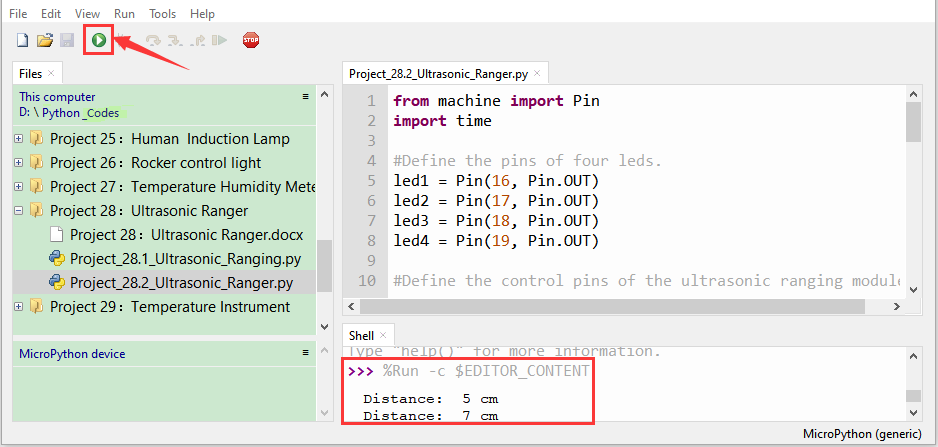 File Edit View Run Tools Help
STOP
Files ×
This computer
D: \ Python _Codes
Project 25：Human Induction Lamp
Project 26：Rocker control light
Project 27：Temperature Humidity Mete
Project 28：Ultrasonic Ranger
Project 28：Ultrasonic Ranger.docx
Project_28.1_Ultrasonic_Ranging.py
Project_28.2_Ultrasonic_Ranger.py
Project 29：Temperature Instrument
MicroPython device
Project_28.2_Ultrasonic_Ranger.py ×
1 from machine import Pin
2 import time
3
4 #Define the pins of four leds.
5 led1 = Pin(16, Pin.OUT)
6 led2 = Pin(17, Pin.OUT)
7 led3 = Pin(18, Pin.OUT)
8 led4 = Pin(19, Pin.OUT)
9
10 #Define the control pins of the ultrasonic ranging module
Shell ×
Type "help()" for more information.
>>> %Run -c $EDITOR_CONTENT
Distance: 5 cm
Distance: 7 cm
MicroPython (generic)